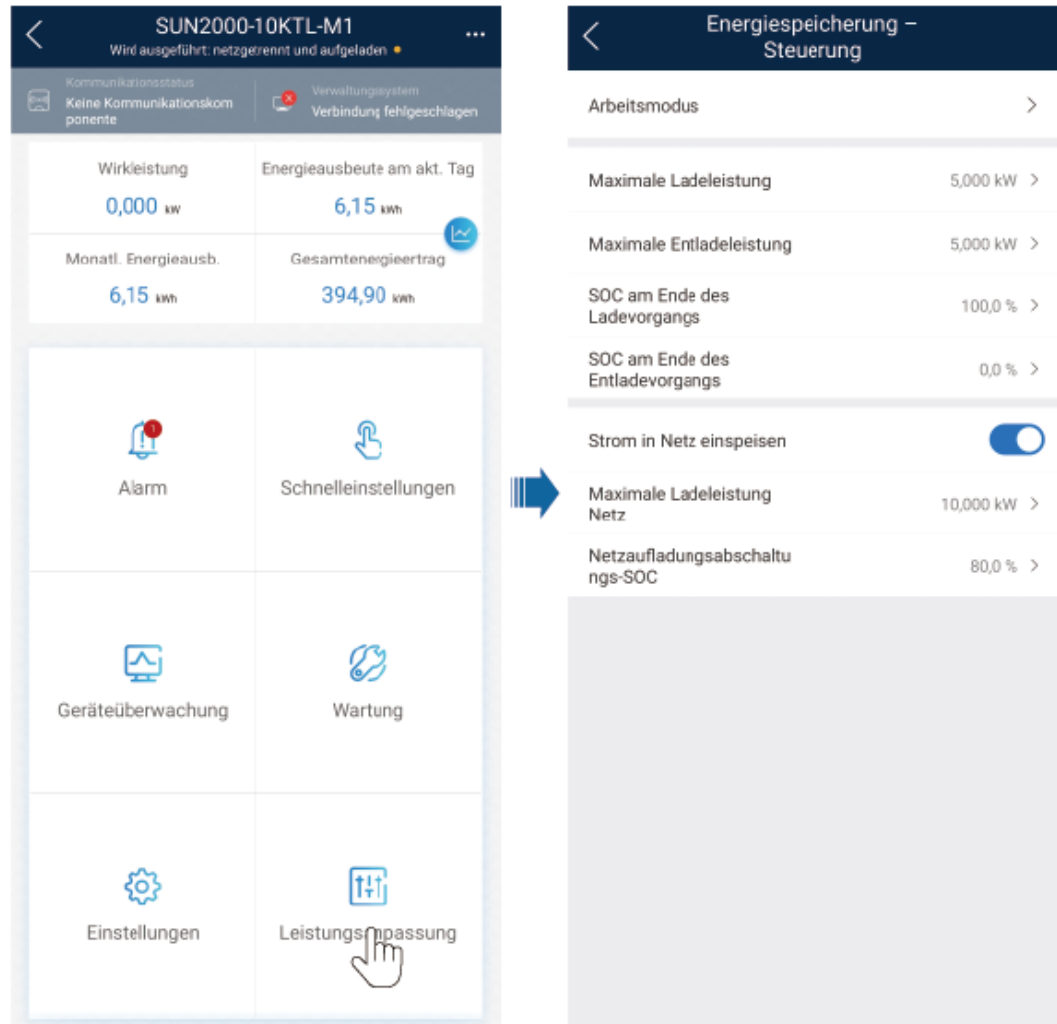 SUN2000-10KTL-M1
Wird ausgeführt: netzgetrennt und aufgeladen
Kommunikationsstatus
Keine Kommunikationskom
ponente
Verwaltungssystem
Verbindung fehlgeschlagen
Wirkleistung
0,000 kW
Energieausbeute am akt. Tag
6,15 kWh
Monatl. Energieausb.
6,15 kWh
Gesamtenergieertrag
394,90 kWh
1
Alarm
Schnelleinstellungen
Geräteüberwachung
Wartung
Einstellungen
Leistungsanpassung
Energiespeicherung –
Steuerung
Arbeitsmodus
Maximale Ladeleistung
5,000 kW
Maximale Entladeleistung
5,000 kW
SOC am Ende des
Ladevorgangs
100,0 %
SOC am Ende des
Entladevorgangs
0,0 %
Strom in Netz einspeisen
Maximale Ladeleistung
Netz
10,000 kW
Netzaufladungsabschaltu
ngs-SOC
80,0 %